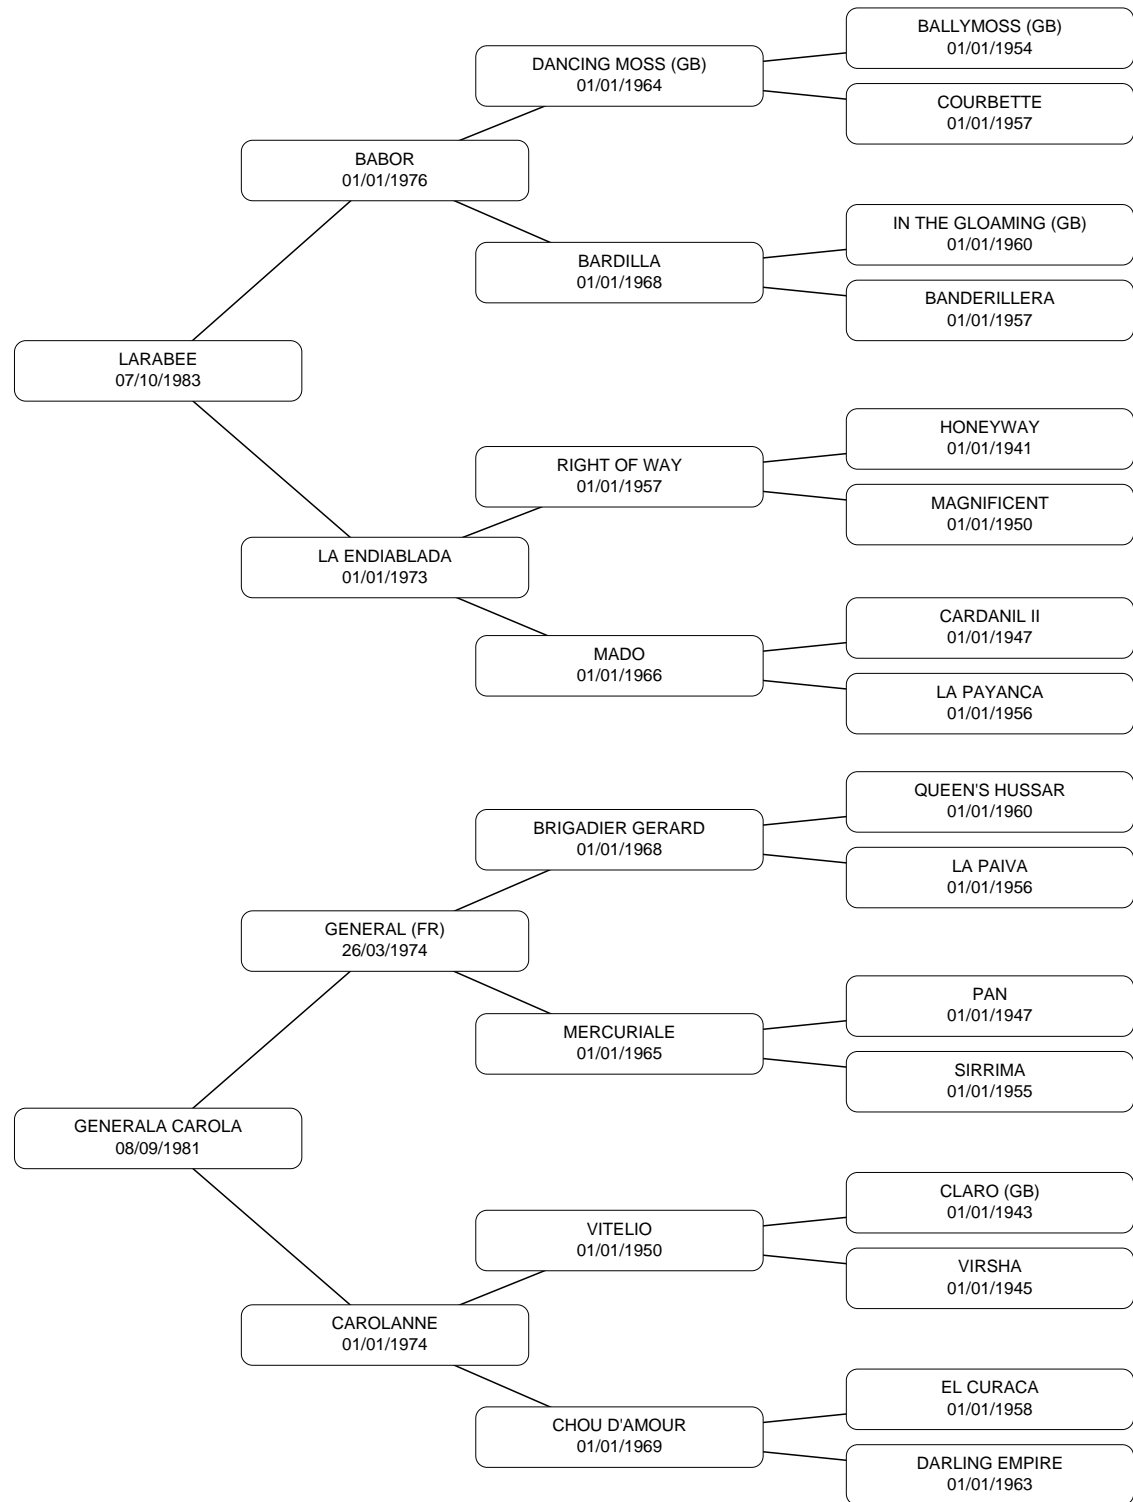 BALLYMOSS (GB)
01/01/1954
DANCING MOSS (GB)
01/01/1964
COURBETTE
01/01/1957
BABOR
01/01/1976
IN THE GLOAMING (GB)
01/01/1960
BARDILLA
01/01/1968
BANDERILLERA
01/01/1957
LARABEE
07/10/1983
HONEYWAY
01/01/1941
RIGHT OF WAY
01/01/1957
MAGNIFICENT
01/01/1950
LA ENDIABLADA
01/01/1973
CARDANIL II
01/01/1947
MADO
01/01/1966
LA PAYANCA
01/01/1956
QUEEN'S HUSSAR
01/01/1960
BRIGADIER GERARD
01/01/1968
LA PAIVA
01/01/1956
GENERAL (FR)
26/03/1974
PAN
01/01/1947
MERCURIALE
01/01/1965
SIRRIMA
01/01/1955
GENERALA CAROLA
08/09/1981
CLARO (GB)
01/01/1943
VITELIO
01/01/1950
VIRSHA
01/01/1945
CAROLANNE
01/01/1974
EL CURACA
01/01/1958
CHOU D'AMOUR
01/01/1969
DARLING EMPIRE
01/01/1963